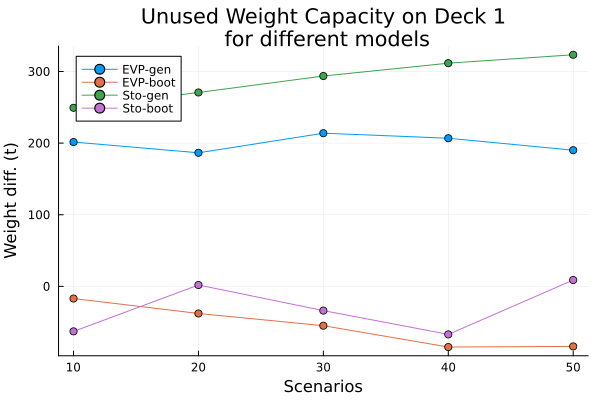 Unused Weight Capacity on Deck 1
for different models
Weight diff. (t)
300
200
100
0
EVP-gen
EVP-boot
Sto-gen
Sto-boot
10 20 30 40 50
Scenarios